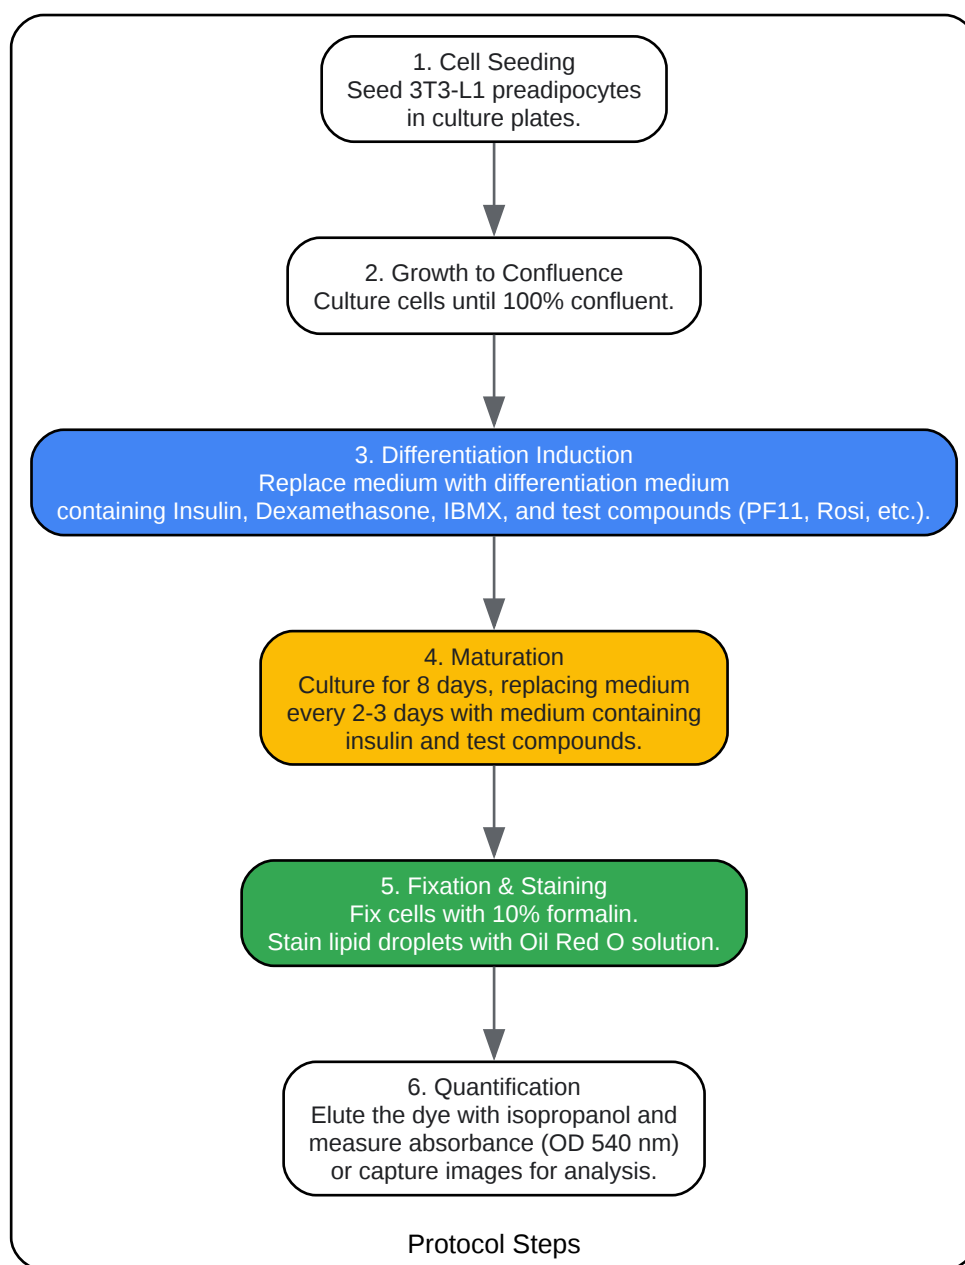 1. Cell Seeding
Seed 3T3-L1 preadipocytes
in culture plates.
2. Growth to Confluence
Culture cells until 100% confluent.
3. Differentiation Induction
Replace medium with differentiation medium
containing Insulin, Dexamethasone, IBMX, and test compounds (PF11, Rosi, etc.).
4. Maturation
Culture for 8 days, replacing medium
every 2-3 days with medium containing
insulin and test compounds.
5. Fixation & Staining
Fix cells with 10% formalin.
Stain lipid droplets with Oil Red O solution.
6. Quantification
Elute the dye with isopropanol and
measure absorbance (OD 540 nm)
or capture images for analysis.
Protocol Steps